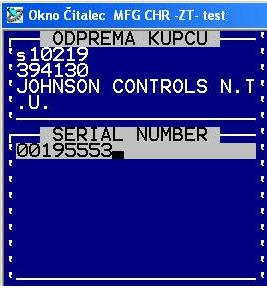 Okno Čitalec MFG CHR -ZT- test
ODPREMA KUPCU
s10219
394130
JOHNSON CONTROLS N.T
.U.
SERIAL NUMBER
00195553